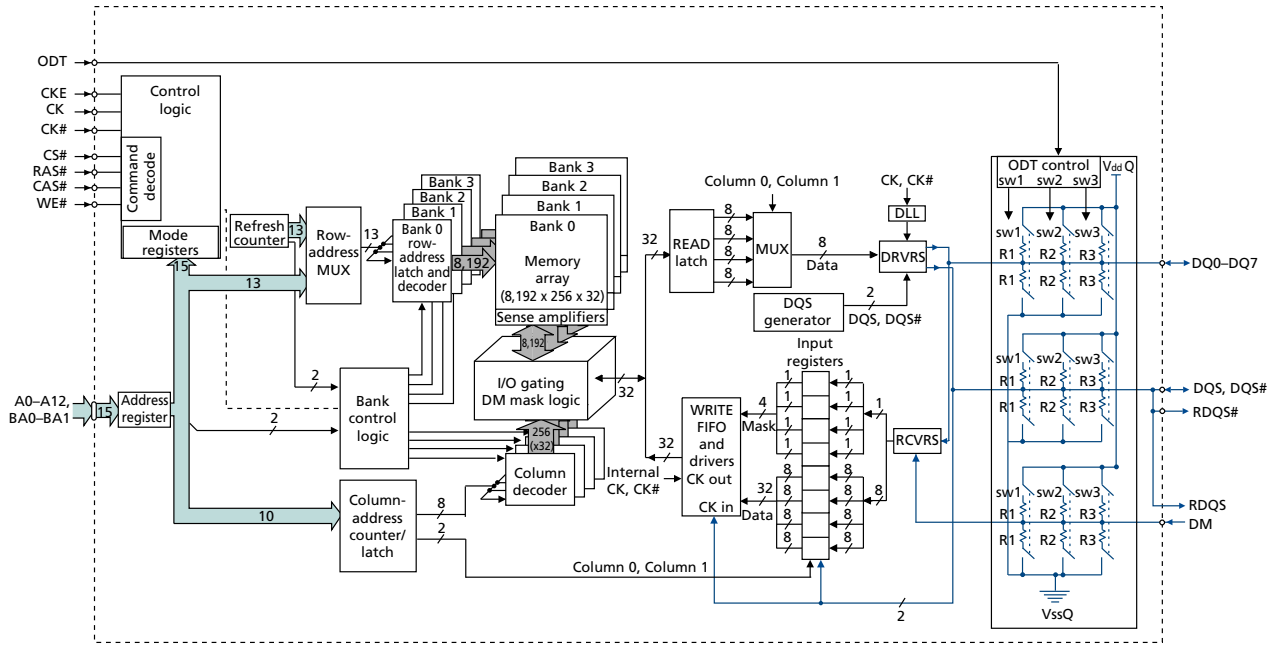 ODT
CKE
CK
CK#
CS#
RAS#
CAS#
WE#
Control
logic
Command
decode
Mode
registers
15
Refresh
counter
13
Row-
address
MUX
13
13
Bank 3
Bank 2
Bank 1
Bank 0
row-
address
latch and
decoder
8,192
Bank 3
Bank 2
Bank 1
Bank 0
Memory
array
(8,192 x 256 x 32)
Sense amplifiers
8,192
I/O gating
DM mask logic
32
A0–A12,
BA0–BA1
15
Address
register
2
2
Bank
control
logic
256
(x32)
Column
decoder
10
Column-
address
counter/
latch
8
2
Column 0, Column 1
Internal
CK, CK#
32
32
READ
latch
8
8
8
8
Column 0, Column 1
MUX
8
Data
CK, CK#
DLL
DRVRS
DQS
generator
2
DQS, DQS#
Input
registers
WRITE
FIFO
and
drivers
CK out
CK in
4
Mask
32
Data
1
1
1
1
8
8
8
8
1
1
1
1
8
8
8
8
1
8
RCVRS
2
ODT control
VddQ
sw1
sw2
sw3
sw1
sw2
sw3
R1
R2
R3
R1
R2
R3
sw1
sw2
sw3
R1
R2
R3
R1
R2
R3
sw1
sw2
sw3
R1
R2
R3
R1
R2
R3
VssQ
DQ0–DQ7
DQS, DQS#
RDQS#
RDQS
DM